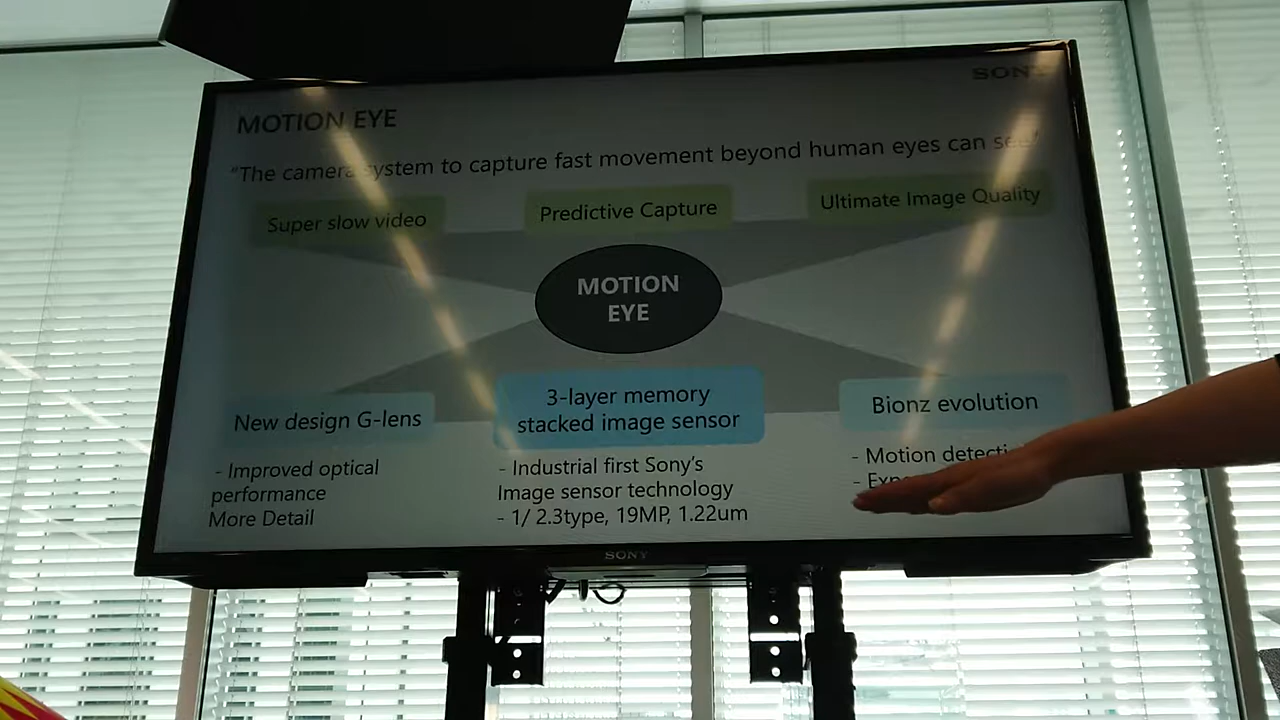 SONY
MOTION EYE
"The camera system to capture fast movement beyond human eyes can see"
Super slow video
Predictive Capture
Ultimate Image Quality
MOTION
EYE
New design G-lens
3-layer memory
stacked image sensor
Bionz evolution
- Improved optical
performance
More Detail
- Industrial first Sony's
Image sensor technology
- 1/ 2.3type, 19MP, 1.22um
- Motion
-
SONY